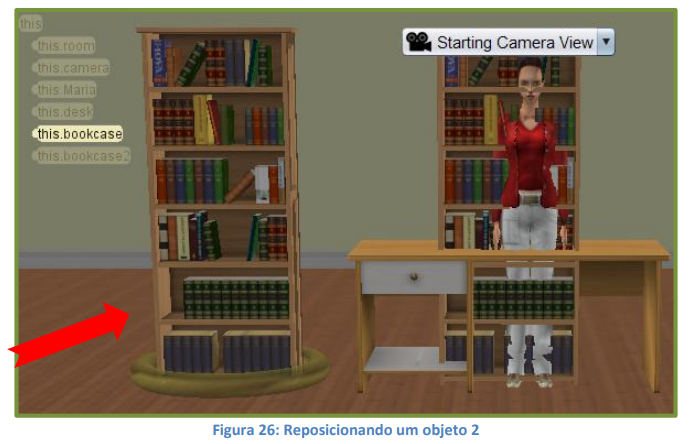 this
this.room
this.camera
this.Maria
this.desk
this.bookcase
this.bookcase2
Starting Camera View
Figura 26: Reposicionando um objeto 2